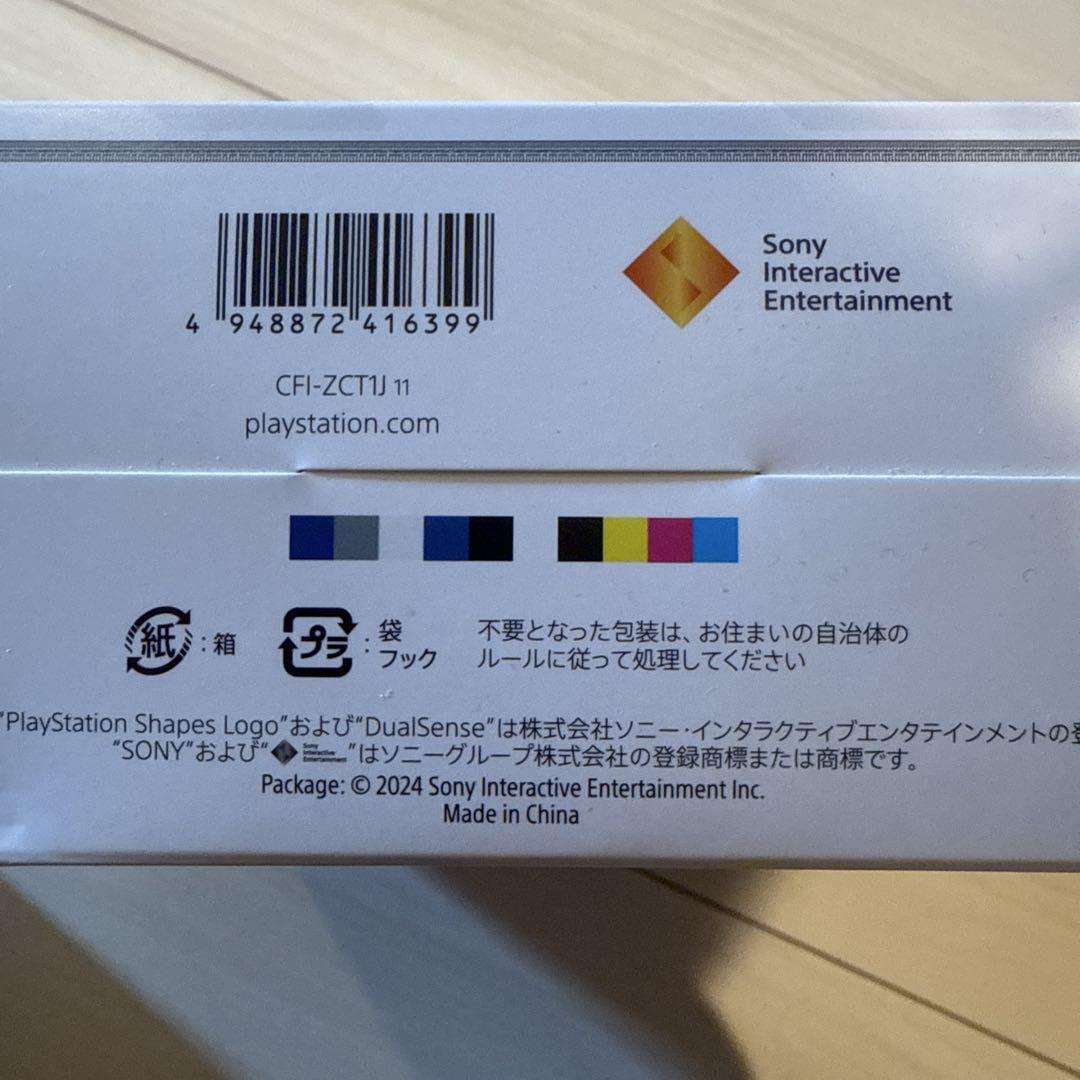 4 948872 416399
Sony
Interactive
Entertainment
CFI-ZCT1J 11
playstation.com
紙 : 箱
プラ : 袋
フック
不要となった包装は、お住まいの自治体の
ルールに従って処理してください
"PlayStation Shapes Logo"および"DualSense"は株式会社ソニー・インタラクティブエンタテインメントの登
"SONY"および" Sony Interactive Entertainment "はソニーグループ株式会社の登録商標または商標です。
Package: © 2024 Sony Interactive Entertainment Inc.
Made in China